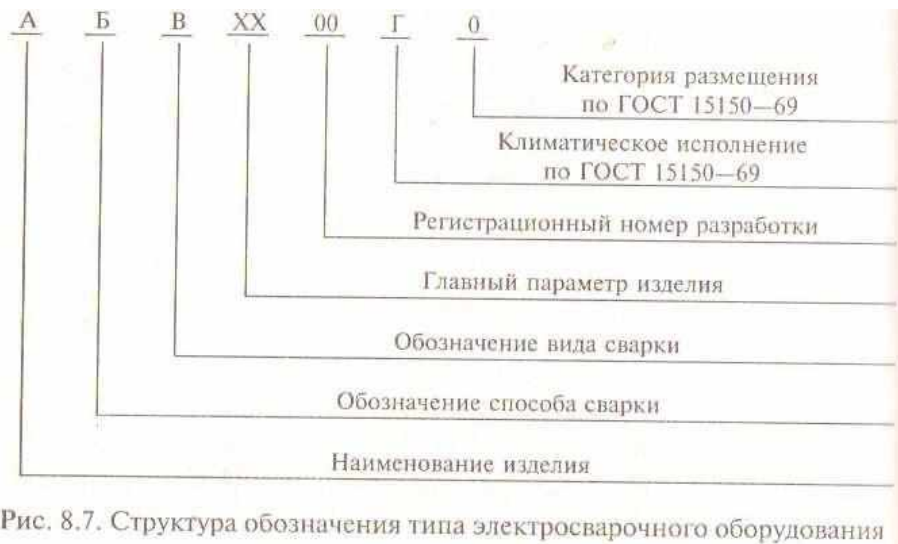 А Б В XX 00 Г 0
Категория размещения
по ГОСТ 15150—69
Климатическое исполнение
по ГОСТ 15150—69
Регистрационный номер разработки
Главный параметр изделия
Обозначение вида сварки
Обозначение способа сварки
Наименование изделия
Рис. 8.7. Структура обозначения типа электросварочного оборудования